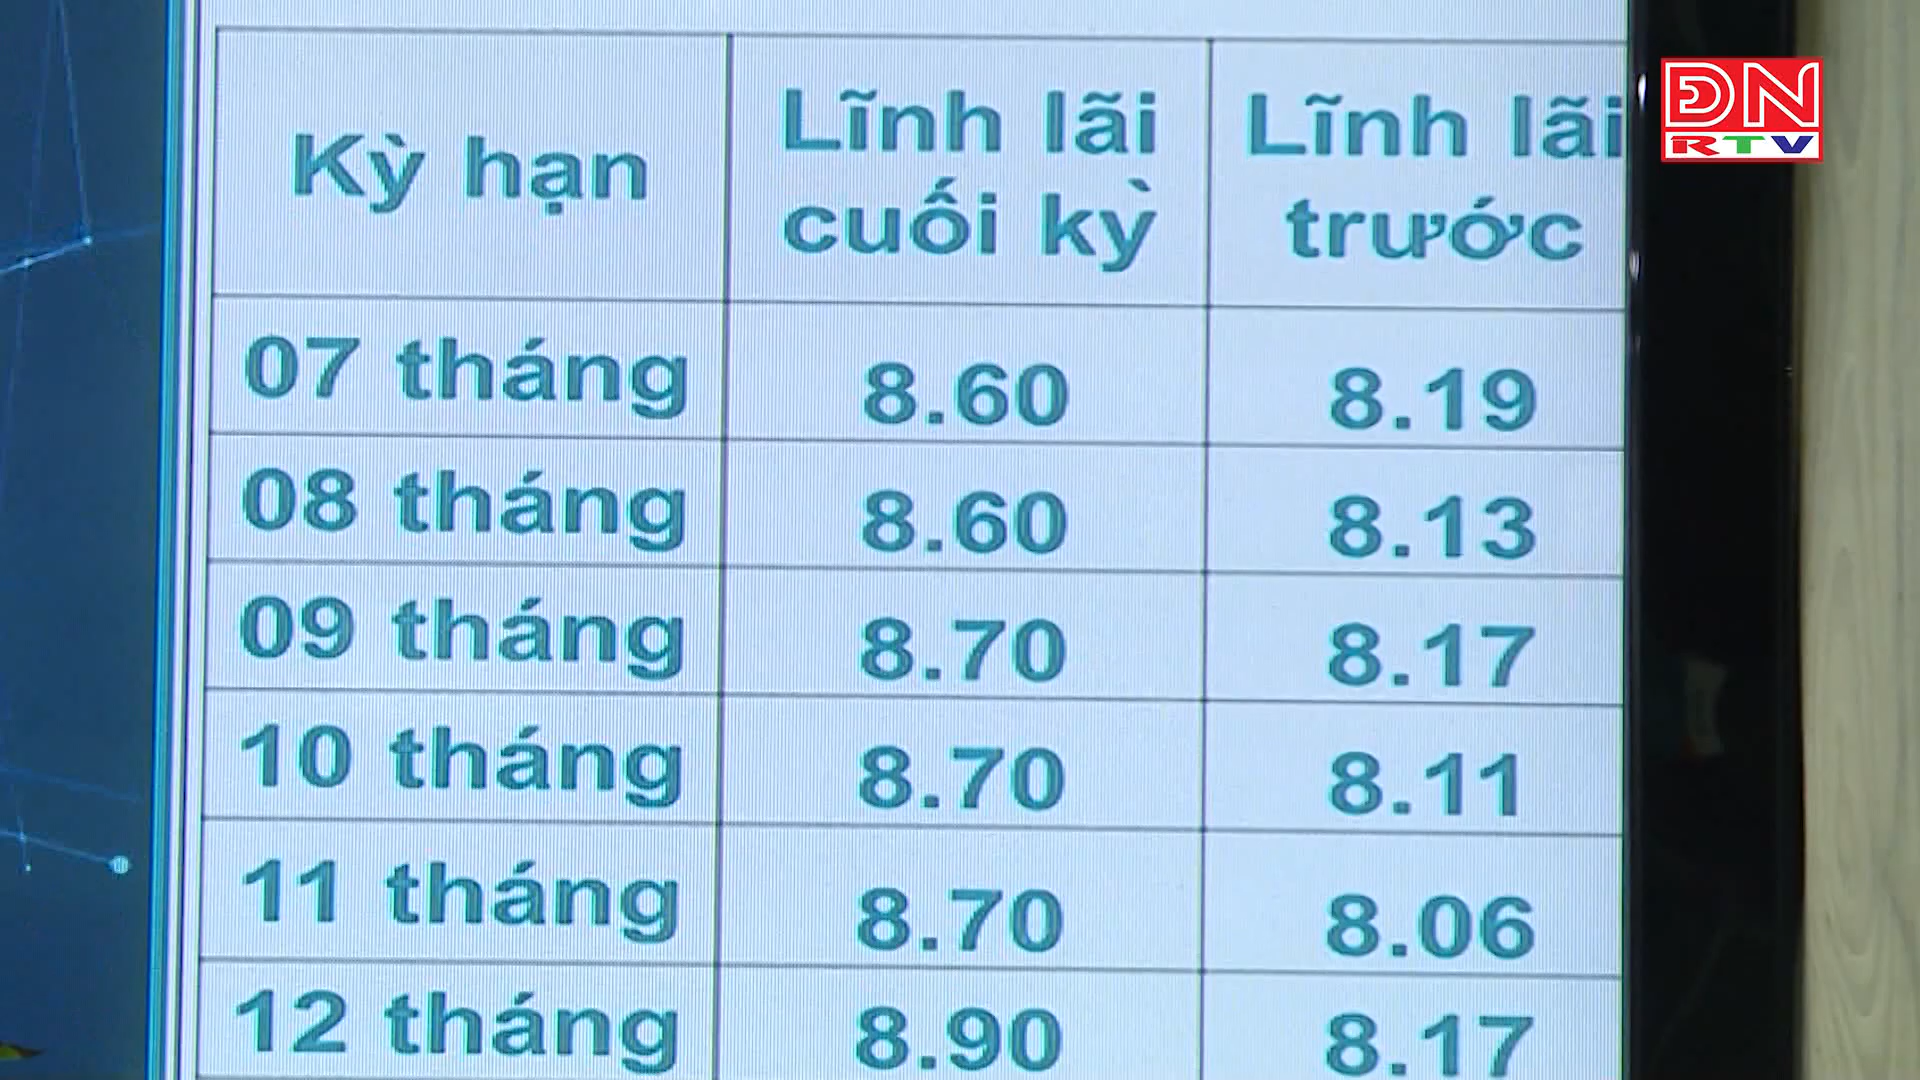 Kỳ hạn
Lĩnh lãi
cuối kỳ
Lĩnh lãi
trước
07 tháng 8.60 8.19
08 tháng 8.60 8.13
09 tháng 8.70 8.17
10 tháng 8.70 8.11
11 tháng 8.70 8.06
12 tháng 8.90 8.17
ĐN
RTV